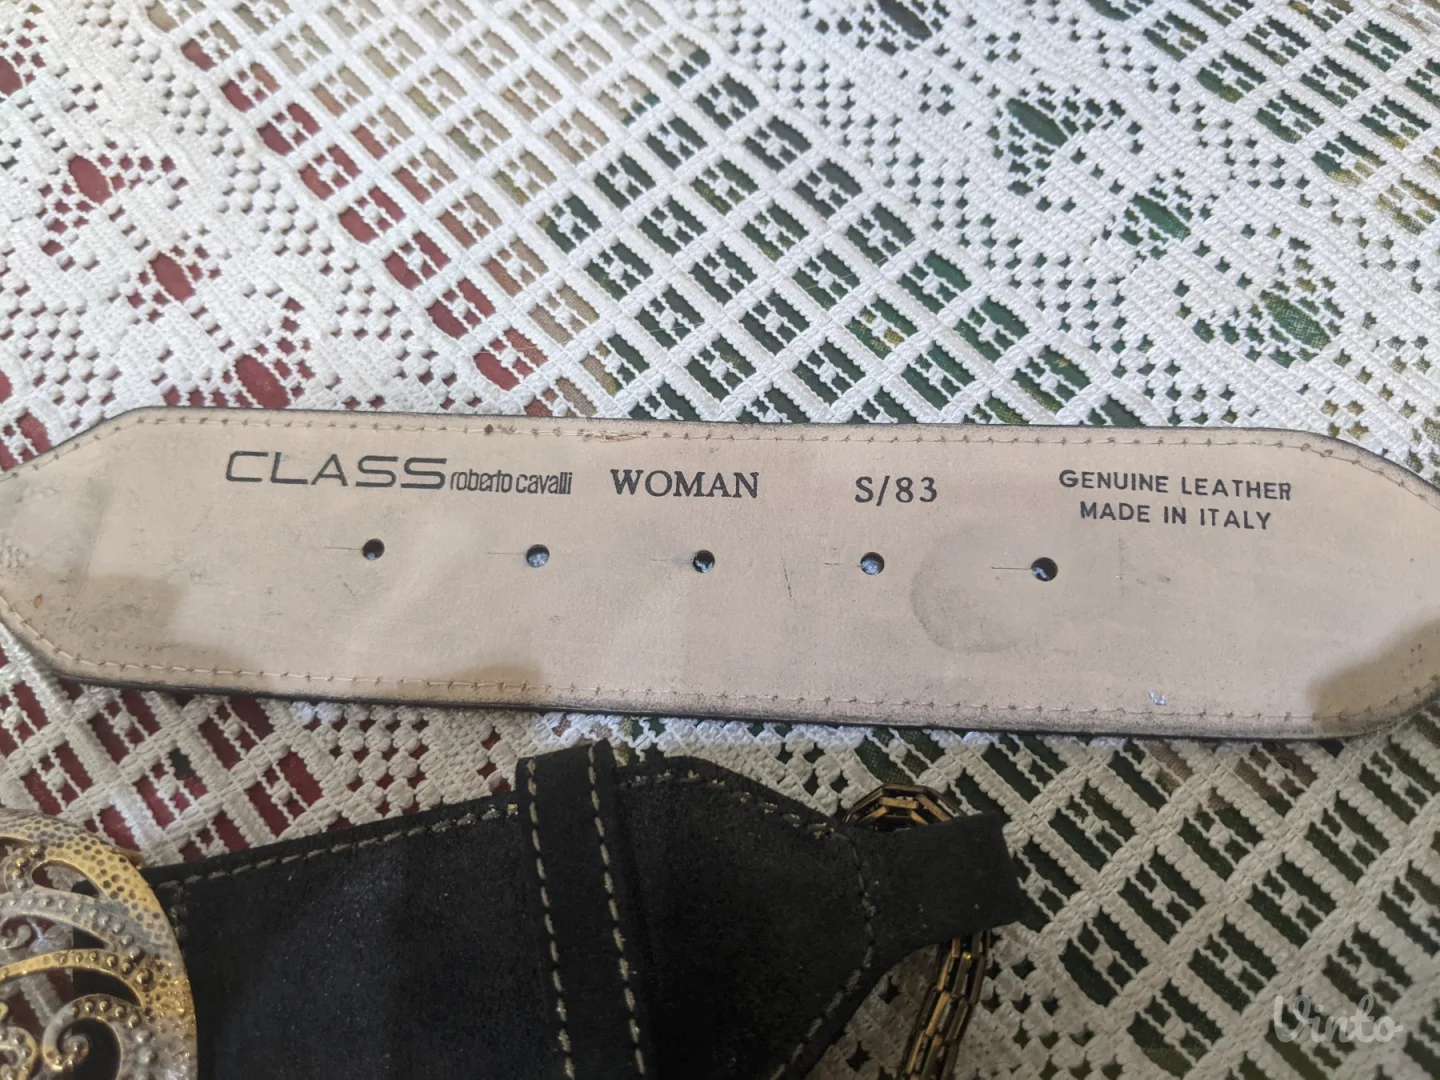 CLASS roberto cavalli WOMAN S/83 GENUINE LEATHER
MADE IN ITALY
Vinto